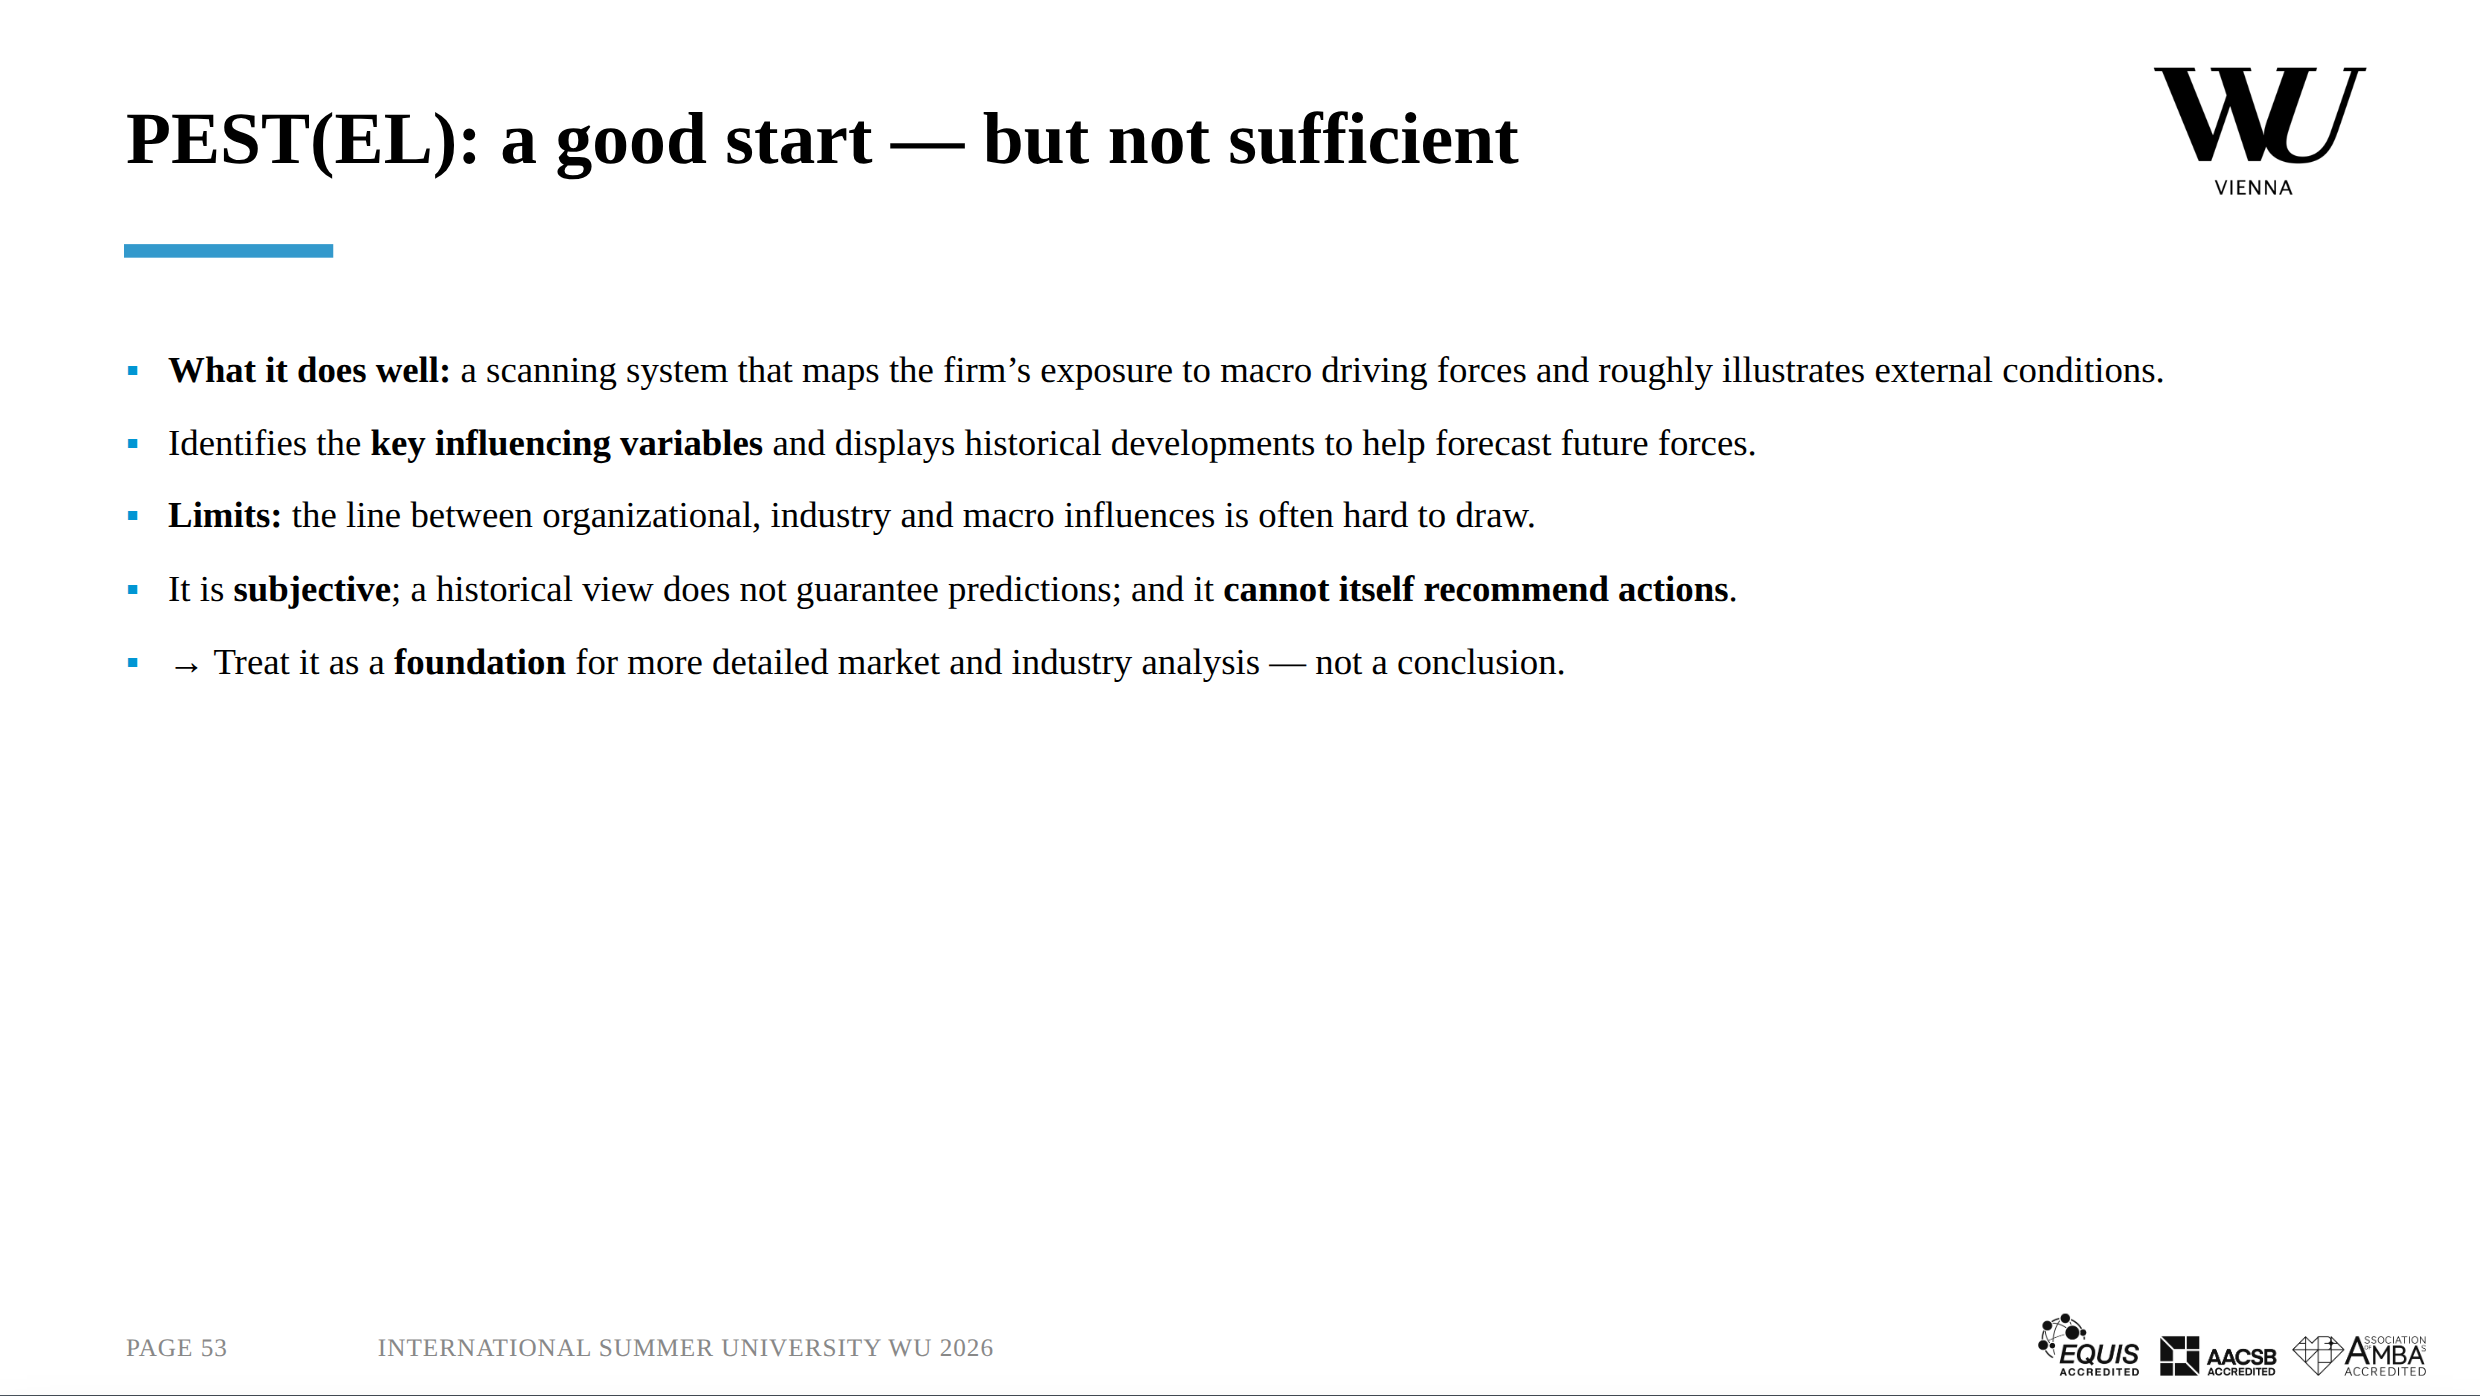 PEST(EL): a good start — but not sufficient
WU
VIENNA
▪ What it does well: a scanning system that maps the firm’s exposure to macro driving forces and roughly illustrates external conditions.
▪ Identifies the key influencing variables and displays historical developments to help forecast future forces.
▪ Limits: the line between organizational, industry and macro influences is often hard to draw.
▪ It is subjective; a historical view does not guarantee predictions; and it cannot itself recommend actions.
▪ → Treat it as a foundation for more detailed market and industry analysis — not a conclusion.
PAGE 53 INTERNATIONAL SUMMER UNIVERSITY WU 2026
EQUIS
ACCREDITED
AACSB
ACCREDITED
ASSOCIATION
OF
AMBAS
ACCREDITED